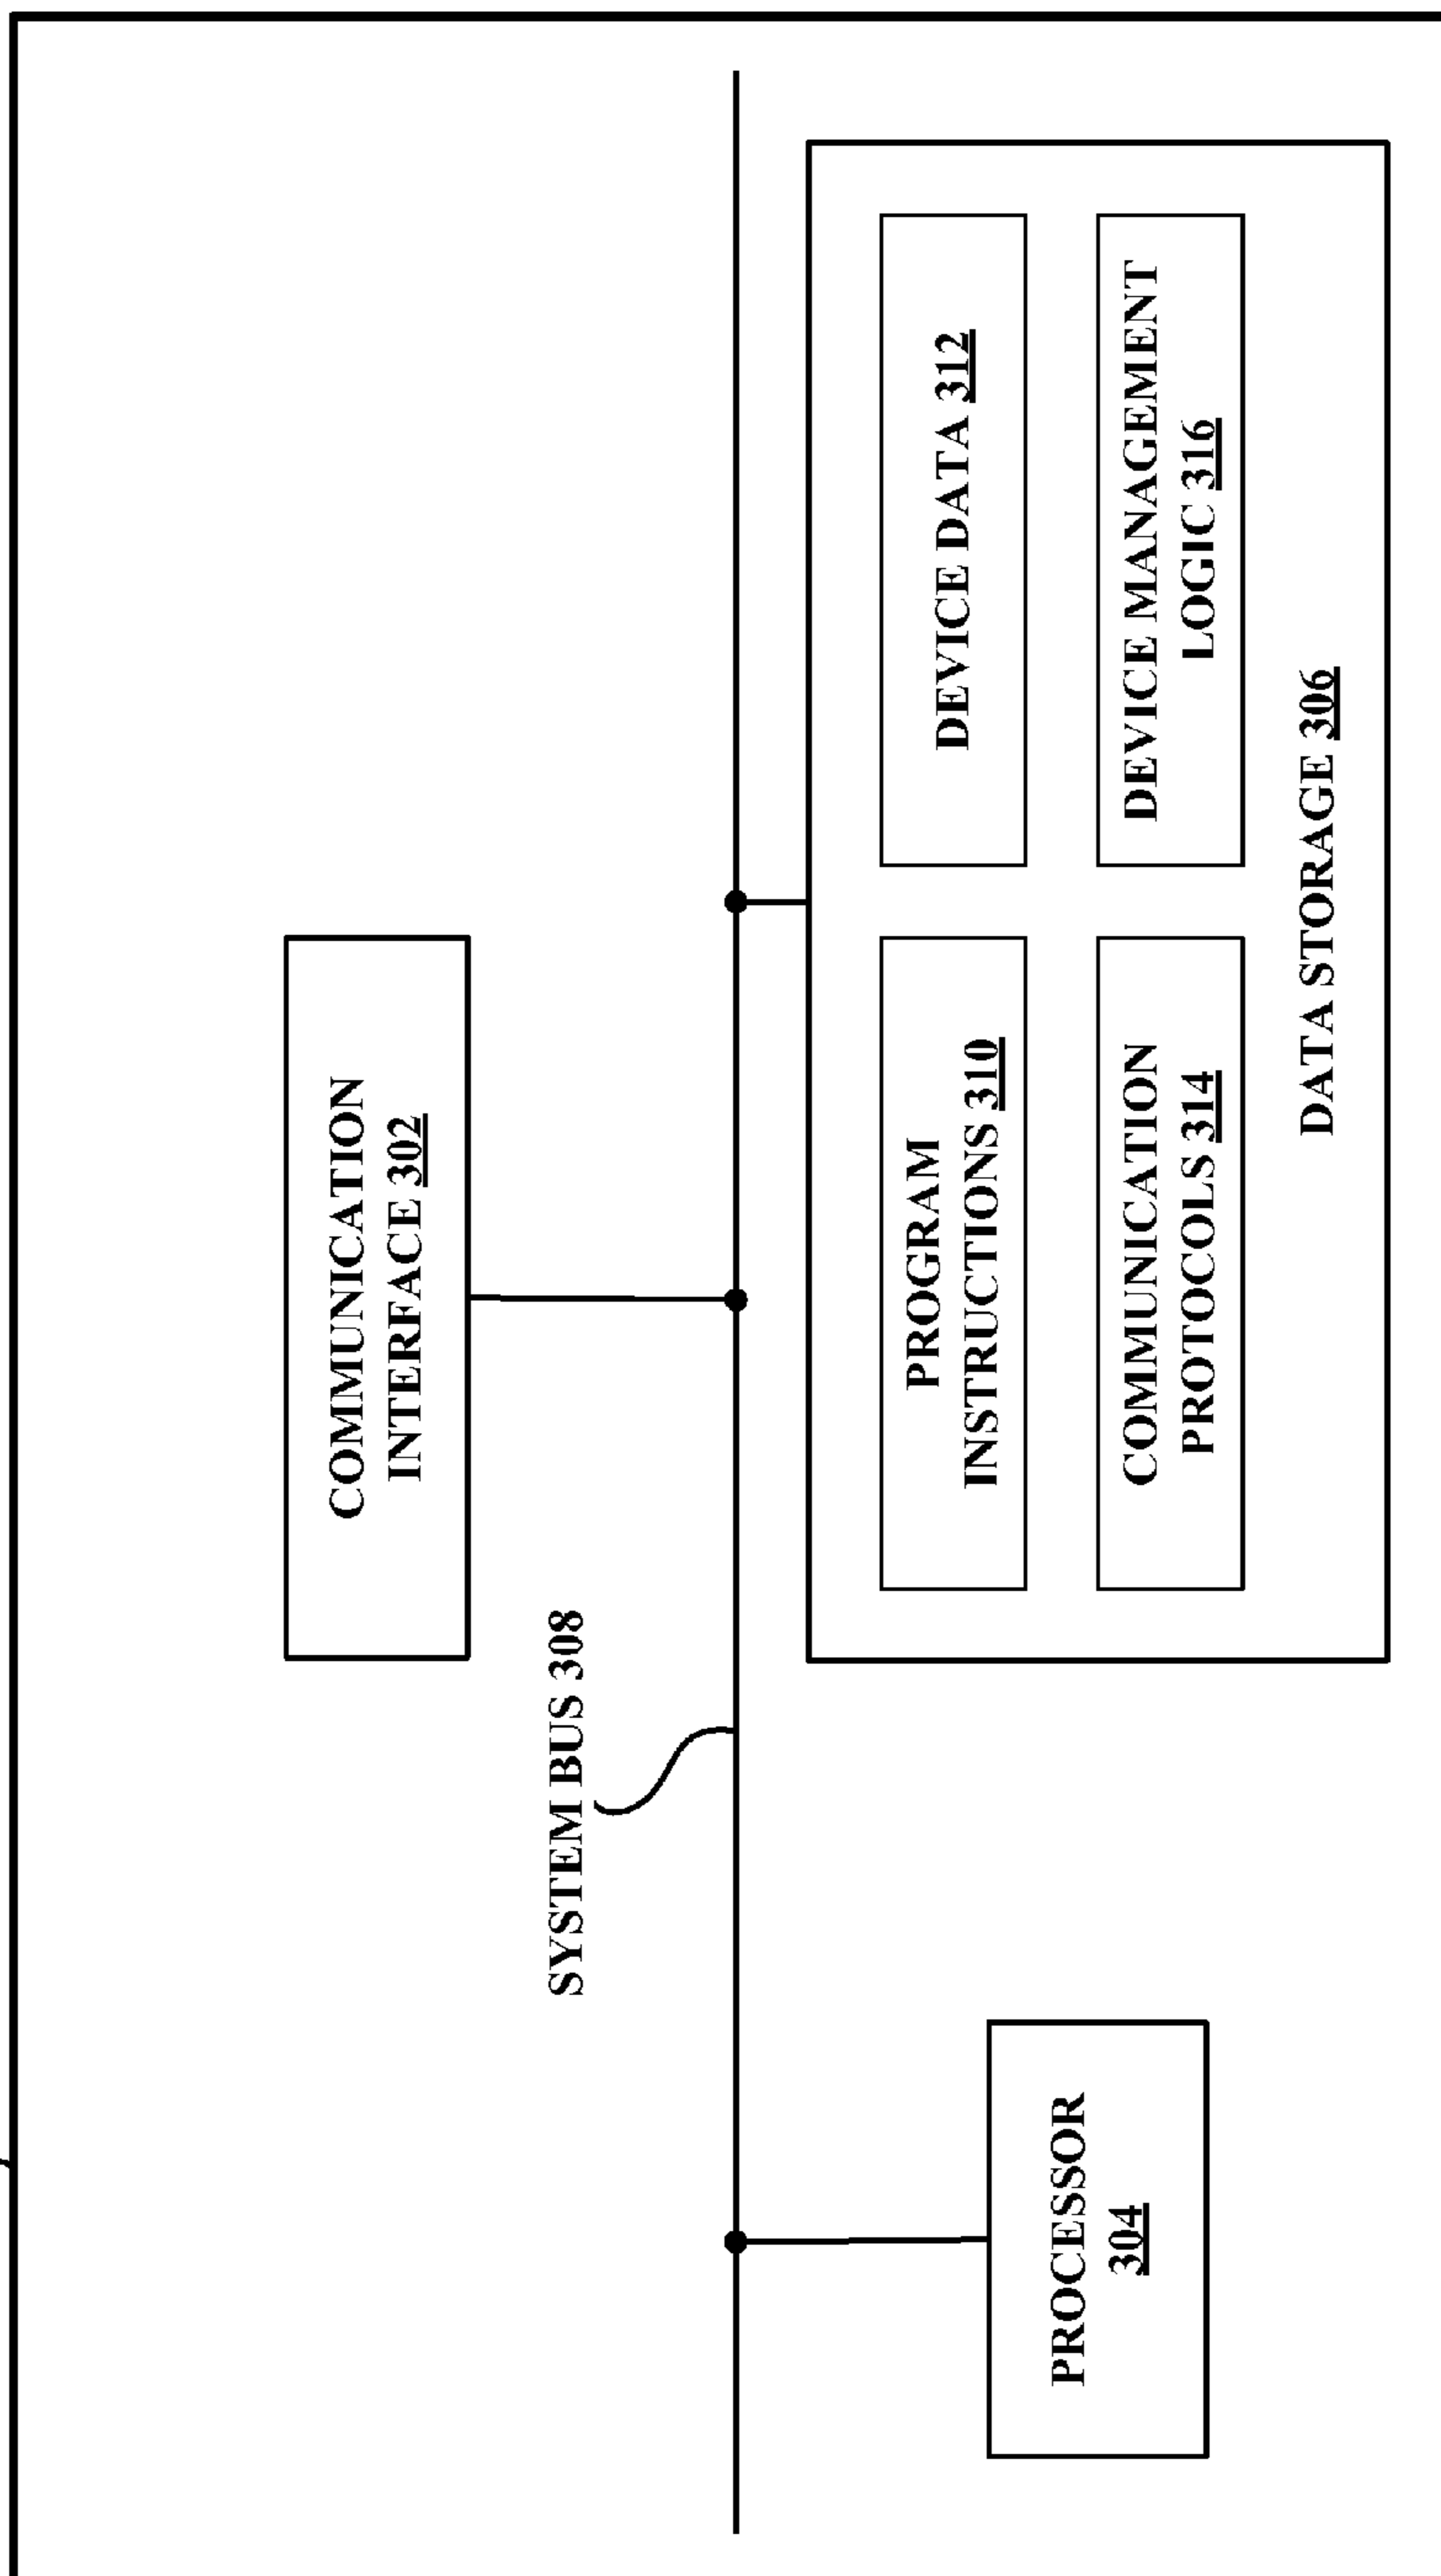 COMMUNICATION
INTERFACE 302
SYSTEM BUS 308
PROCESSOR
304
PROGRAM
INSTRUCTIONS 310
DEVICE DATA 312
COMMUNICATION
PROTOCOLS 314
DEVICE MANAGEMENT
LOGIC 316
DATA STORAGE 306